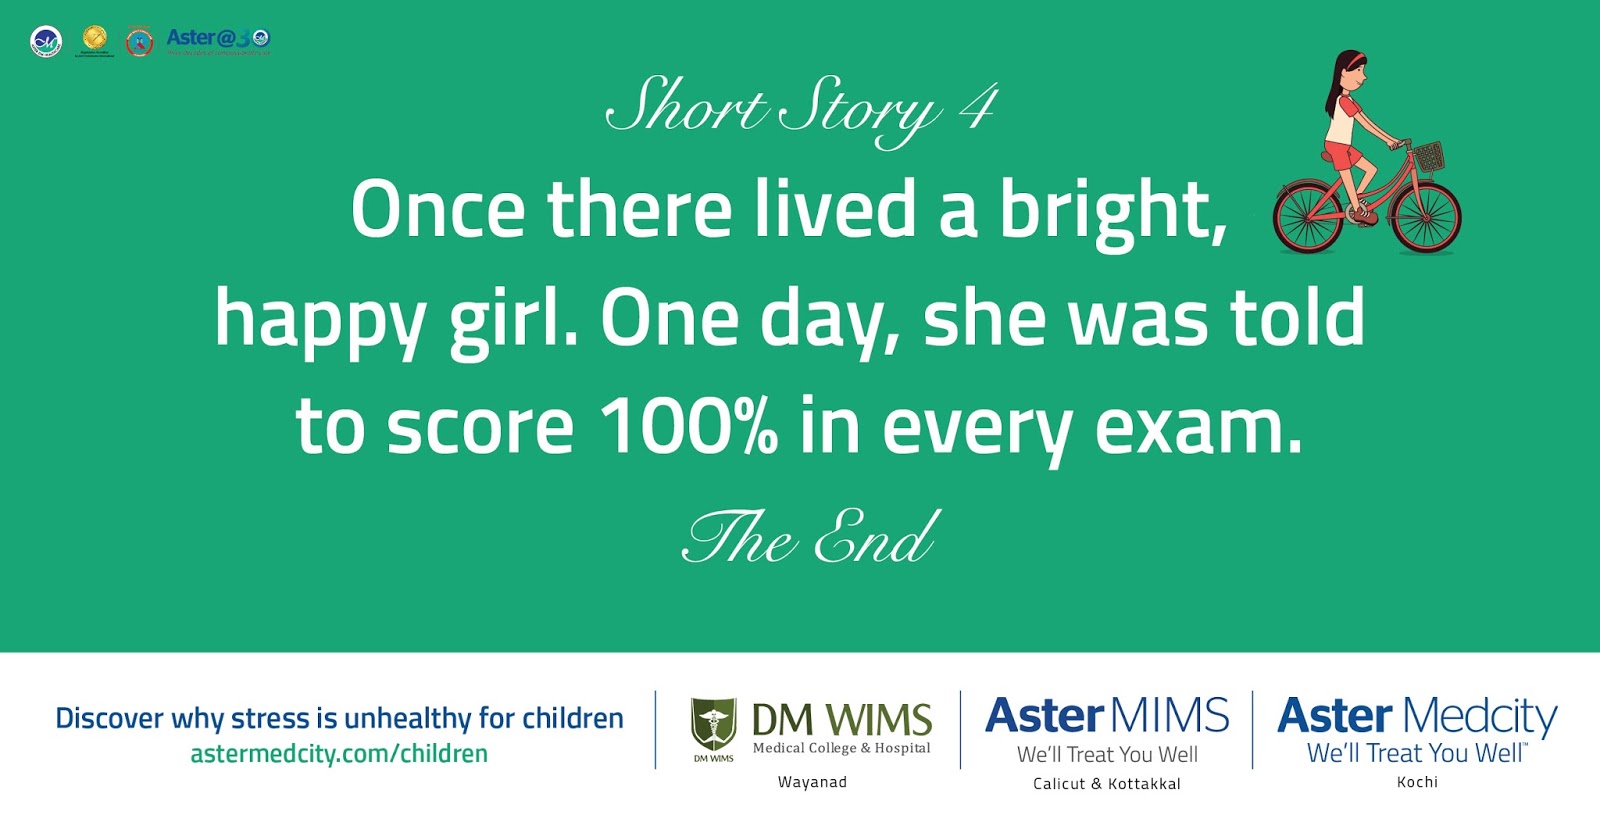 Aster@30
Short Story 4
Once there lived a bright,
happy girl. One day, she was told
to score 100% in every exam.
The End
Discover why stress is unhealthy for children
astermedcity.com/children
DM WIMS
DM WIMS
Medical College & Hospital
Wayanad
Aster MIMS
We'll Treat You Well
Calicut & Kottakkal
Aster Medcity
We'll Treat You Well™
Kochi